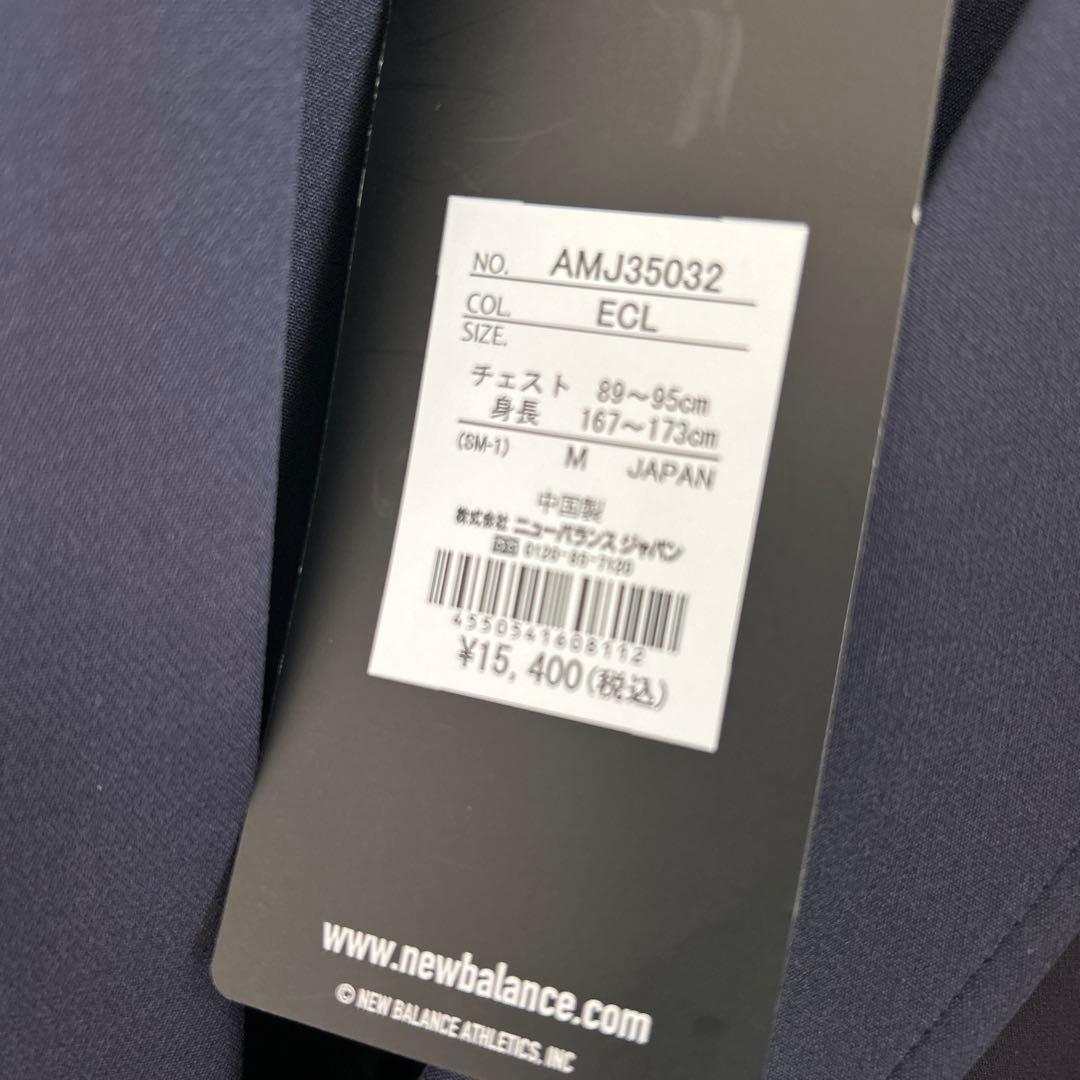 NO. AMJ35032
COL. ECL
SIZE.
チェスト 89～95cm
身長 167～173cm
(SM-1) M JAPAN
中国製
株式会社 ニューバランス ジャパン
4550541608112
¥15,400(税込)
www.newbalance.com
© NEW BALANCE ATHLETICS, INC